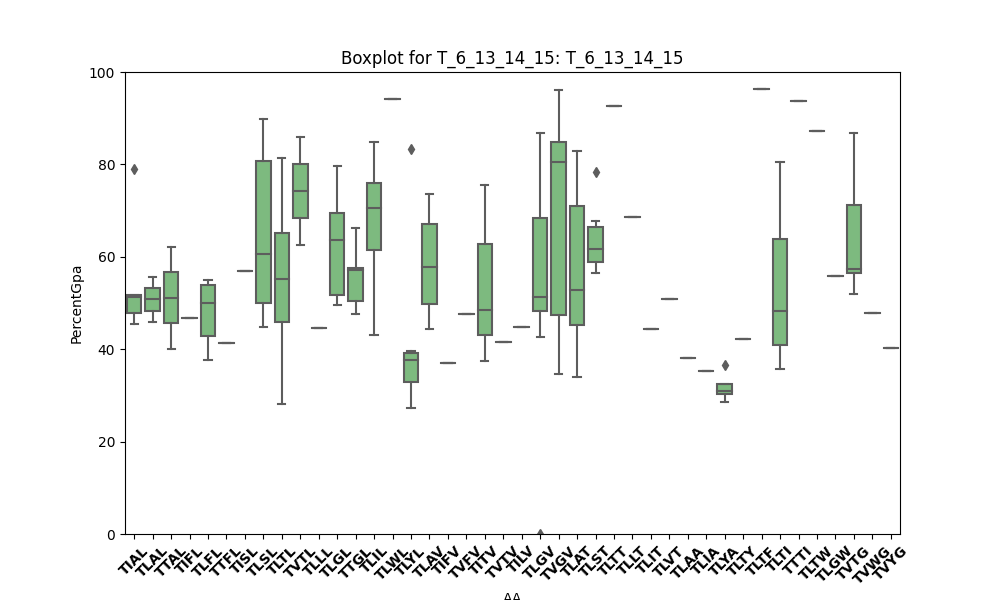 Boxplot for T_6_13_14_15: T_6_13_14_15
PercentGpa
100
80
60
40
20
0
TIAL TLAL TTAL TIFL TLFL TTFL TISL TLSL TLTL TVTL TLLL TLGL TTGL TLIL TLWL TLYL TLAV TIFV TVFV TITV TVTV TILV TLGV TVGV TLAT TLST TLTT TLLT TLIT TLVT TLAA TLIA TLYA TLTY TLTF TLTI TTTI TLTW TLGW TVTG TVWG TVYG
AA